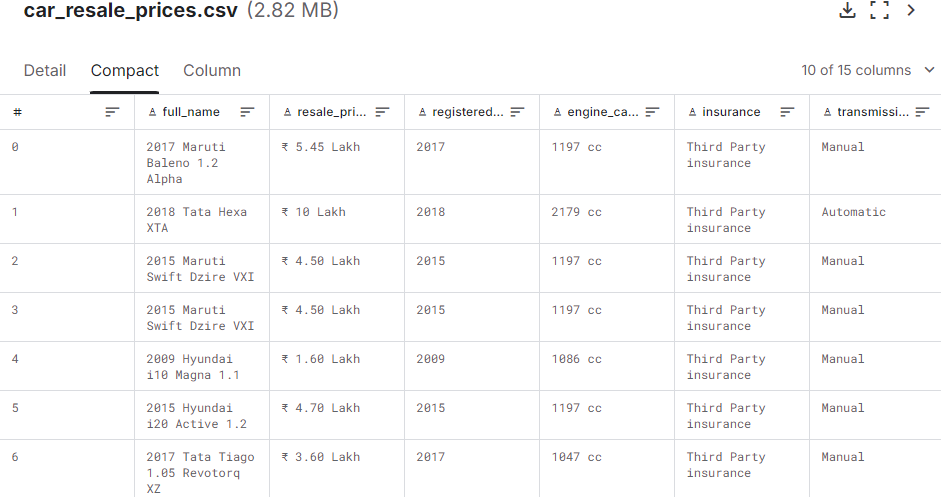 car_resale_prices.csv (2.82 MB)
Detail Compact Column 10 of 15 columns
# A full_name A resale_pri... A registered... A engine_ca... A insurance A transmissi...
0 2017 Maruti ₹ 5.45 Lakh 2017 1197 cc Third Party Manual
Baleno 1.2 insurance
Alpha
1 2018 Tata Hexa ₹ 10 Lakh 2018 2179 cc Third Party Automatic
XTA insurance
2 2015 Maruti ₹ 4.50 Lakh 2015 1197 cc Third Party Manual
Swift Dzire VXI insurance
3 2015 Maruti ₹ 4.50 Lakh 2015 1197 cc Third Party Manual
Swift Dzire VXI insurance
4 2009 Hyundai ₹ 1.60 Lakh 2009 1086 cc Third Party Manual
i10 Magna 1.1 insurance
5 2015 Hyundai ₹ 4.70 Lakh 2015 1197 cc Third Party Manual
i20 Active 1.2 insurance
6 2017 Tata Tiago ₹ 3.60 Lakh 2017 1047 cc Third Party Manual
1.05 Revotorq insurance
XZ